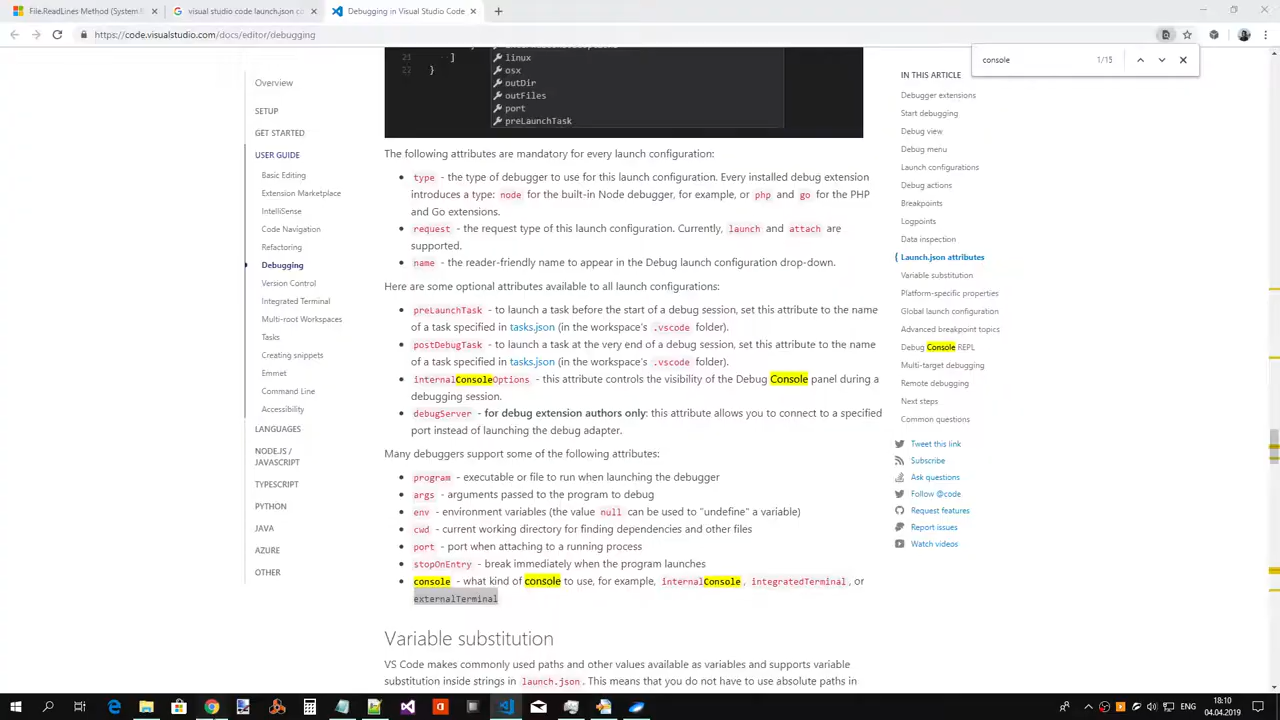 File.ReadLines Method (System.I
visual studio code launch.json co
Debugging in Visual Studio Code
https://code.visualstudio.com/docs/editor/debugging
console
1/15
Overview
SETUP
GET STARTED
USER GUIDE
Basic Editing
Extension Marketplace
IntelliSense
Code Navigation
Refactoring
Debugging
Version Control
Integrated Terminal
Multi-root Workspaces
Tasks
Creating snippets
Emmet
Command Line
Accessibility
LANGUAGES
NODE.JS /
JAVASCRIPT
TYPESCRIPT
PYTHON
JAVA
AZURE
OTHER
21 ]
22 }
linux
osx
outDir
outFiles
port
preLaunchTask
The following attributes are mandatory for every launch configuration:
type - the type of debugger to use for this launch configuration. Every installed debug extension
introduces a type: node for the built-in Node debugger, for example, or php and go for the PHP
and Go extensions.
request - the request type of this launch configuration. Currently, launch and attach are
supported.
name - the reader-friendly name to appear in the Debug launch configuration drop-down.
Here are some optional attributes available to all launch configurations:
preLaunchTask - to launch a task before the start of a debug session, set this attribute to the name
of a task specified in tasks.json (in the workspace's .vscode folder).
postDebugTask - to launch a task at the very end of a debug session, set this attribute to the name
of a task specified in tasks.json (in the workspace's .vscode folder).
internalConsoleOptions - this attribute controls the visibility of the Debug Console panel during a
debugging session.
debugServer - for debug extension authors only: this attribute allows you to connect to a specified
port instead of launching the debug adapter.
Many debuggers support some of the following attributes:
program - executable or file to run when launching the debugger
args - arguments passed to the program to debug
env - environment variables (the value null can be used to "undefine" a variable)
cwd - current working directory for finding dependencies and other files
port - port when attaching to a running process
stopOnEntry - break immediately when the program launches
console - what kind of console to use, for example, internalConsole, integratedTerminal, or
externalTerminal
Variable substitution
VS Code makes commonly used paths and other values available as variables and supports variable
substitution inside strings in launch.json. This means that you do not have to use absolute paths in
IN THIS ARTICLE
Debugger extensions
Start debugging
Debug view
Debug menu
Launch configurations
Debug actions
Breakpoints
Logpoints
Data inspection
Launch.json attributes
Variable substitution
Platform-specific properties
Global launch configuration
Advanced breakpoint topics
Debug Console REPL
Multi-target debugging
Remote debugging
Next steps
Common questions
Tweet this link
Subscribe
Ask questions
Follow @code
Request features
Report issues
Watch videos
ENG
18:10
04.04.2019